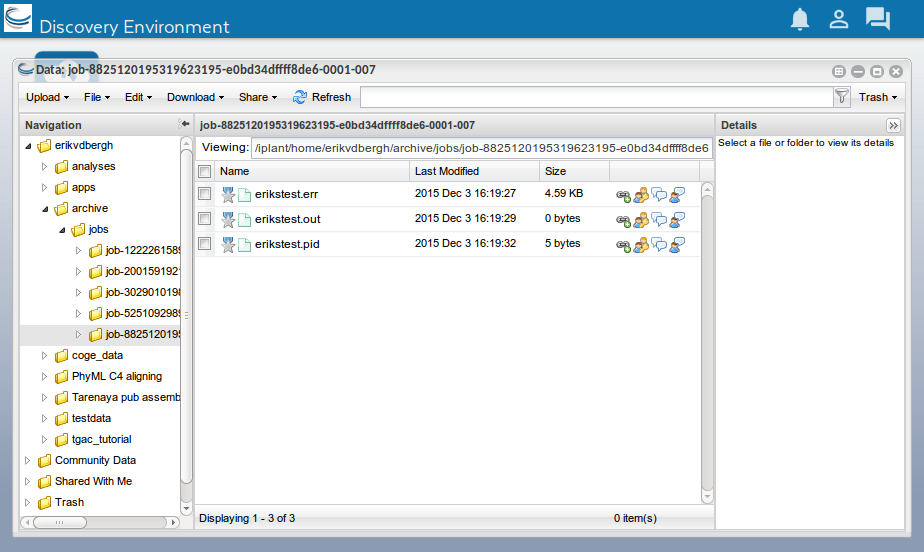 Discovery Environment
Data: job-8825120195319623195-e0bd34dffff8de6-0001-007
Upload File Edit Download Share Refresh Trash
Navigation
job-8825120195319623195-e0bd34dffff8de6-0001-007
Details
erikvdbergh
Viewing: /iplant/home/erikvdbergh/archive/jobs/job-8825120195319623195-e0bd34dffff8de6
Select a file or folder to view its details
analyses
Name Last Modified Size
apps
erikstest.err 2015 Dec 3 16:19:27 4.59 KB
archive
erikstest.out 2015 Dec 3 16:19:29 0 bytes
jobs
erikstest.pid 2015 Dec 3 16:19:32 5 bytes
job-1222261589
job-2001591921
job-3029010198
job-5251092989
job-8825120195
coge_data
PhyML C4 aligning
Tarenaya pub assemb
testdata
tgac_tutorial
Community Data
Shared With Me
Trash
Displaying 1 - 3 of 3 0 item(s)